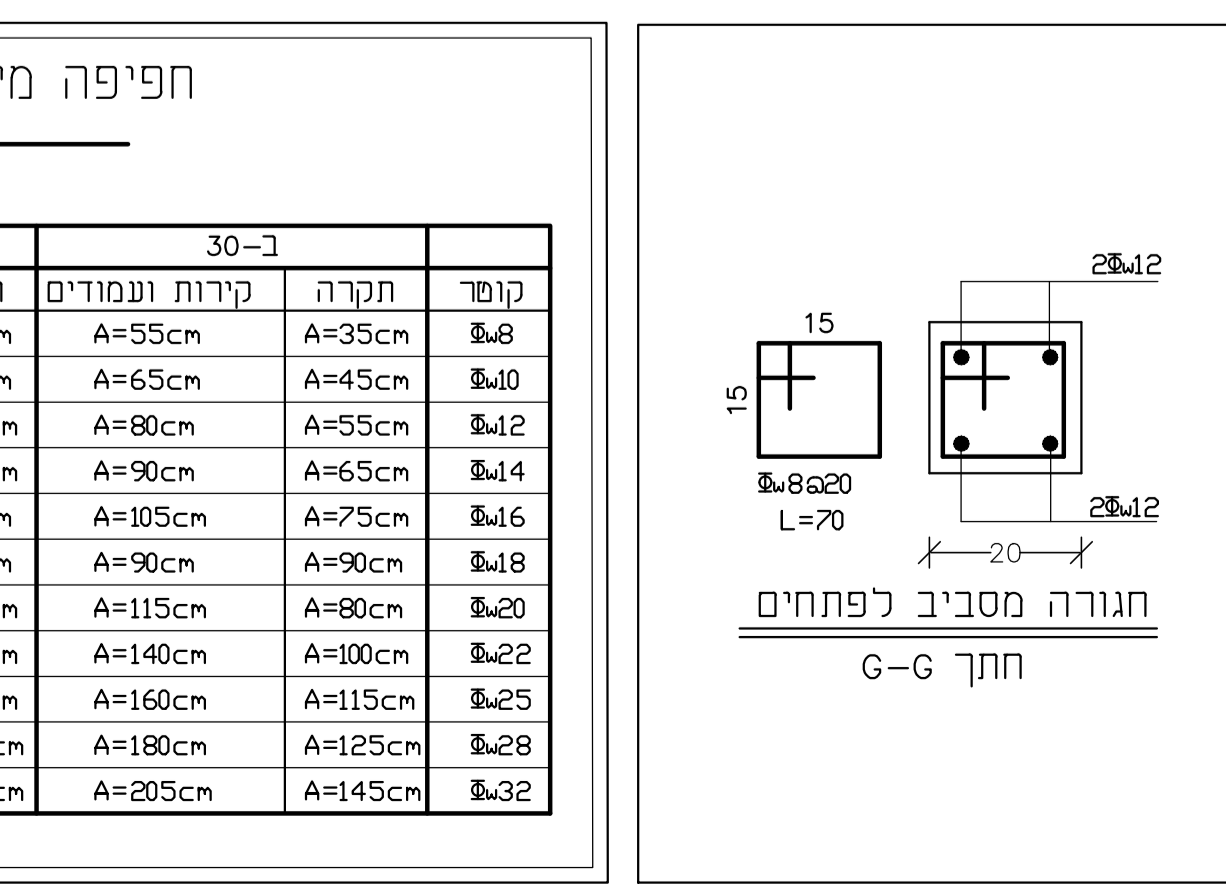 חפיפה
ב-30
קוטר תקרה קירות ועמודים
Φw8 A=35cm A=55cm
Φw10 A=45cm A=65cm
Φw12 A=55cm A=80cm
Φw14 A=65cm A=90cm
Φw16 A=75cm A=105cm
Φw18 A=90cm A=90cm
Φw20 A=80cm A=115cm
Φw22 A=100cm A=140cm
Φw25 A=115cm A=160cm
Φw28 A=125cm A=180cm
Φw32 A=145cm A=205cm
2Φw12
15
15
Φw8@20
L=70
2Φw12
20
חגורה מסביב לפתחים
חתך G-G